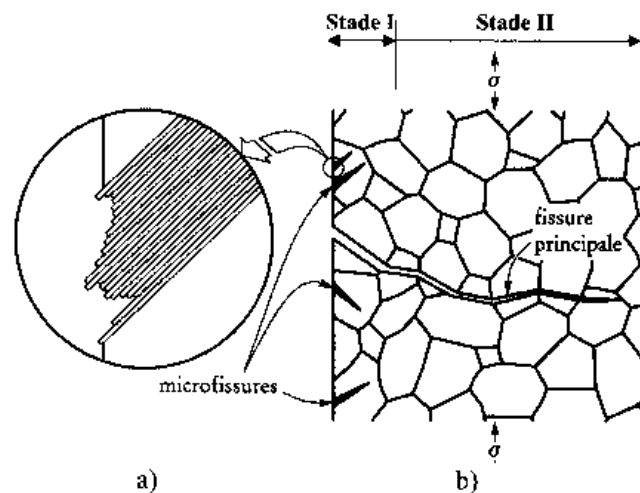 Stade I
Stade II
σ
fissure
principale
microfissures
σ
a)
b)